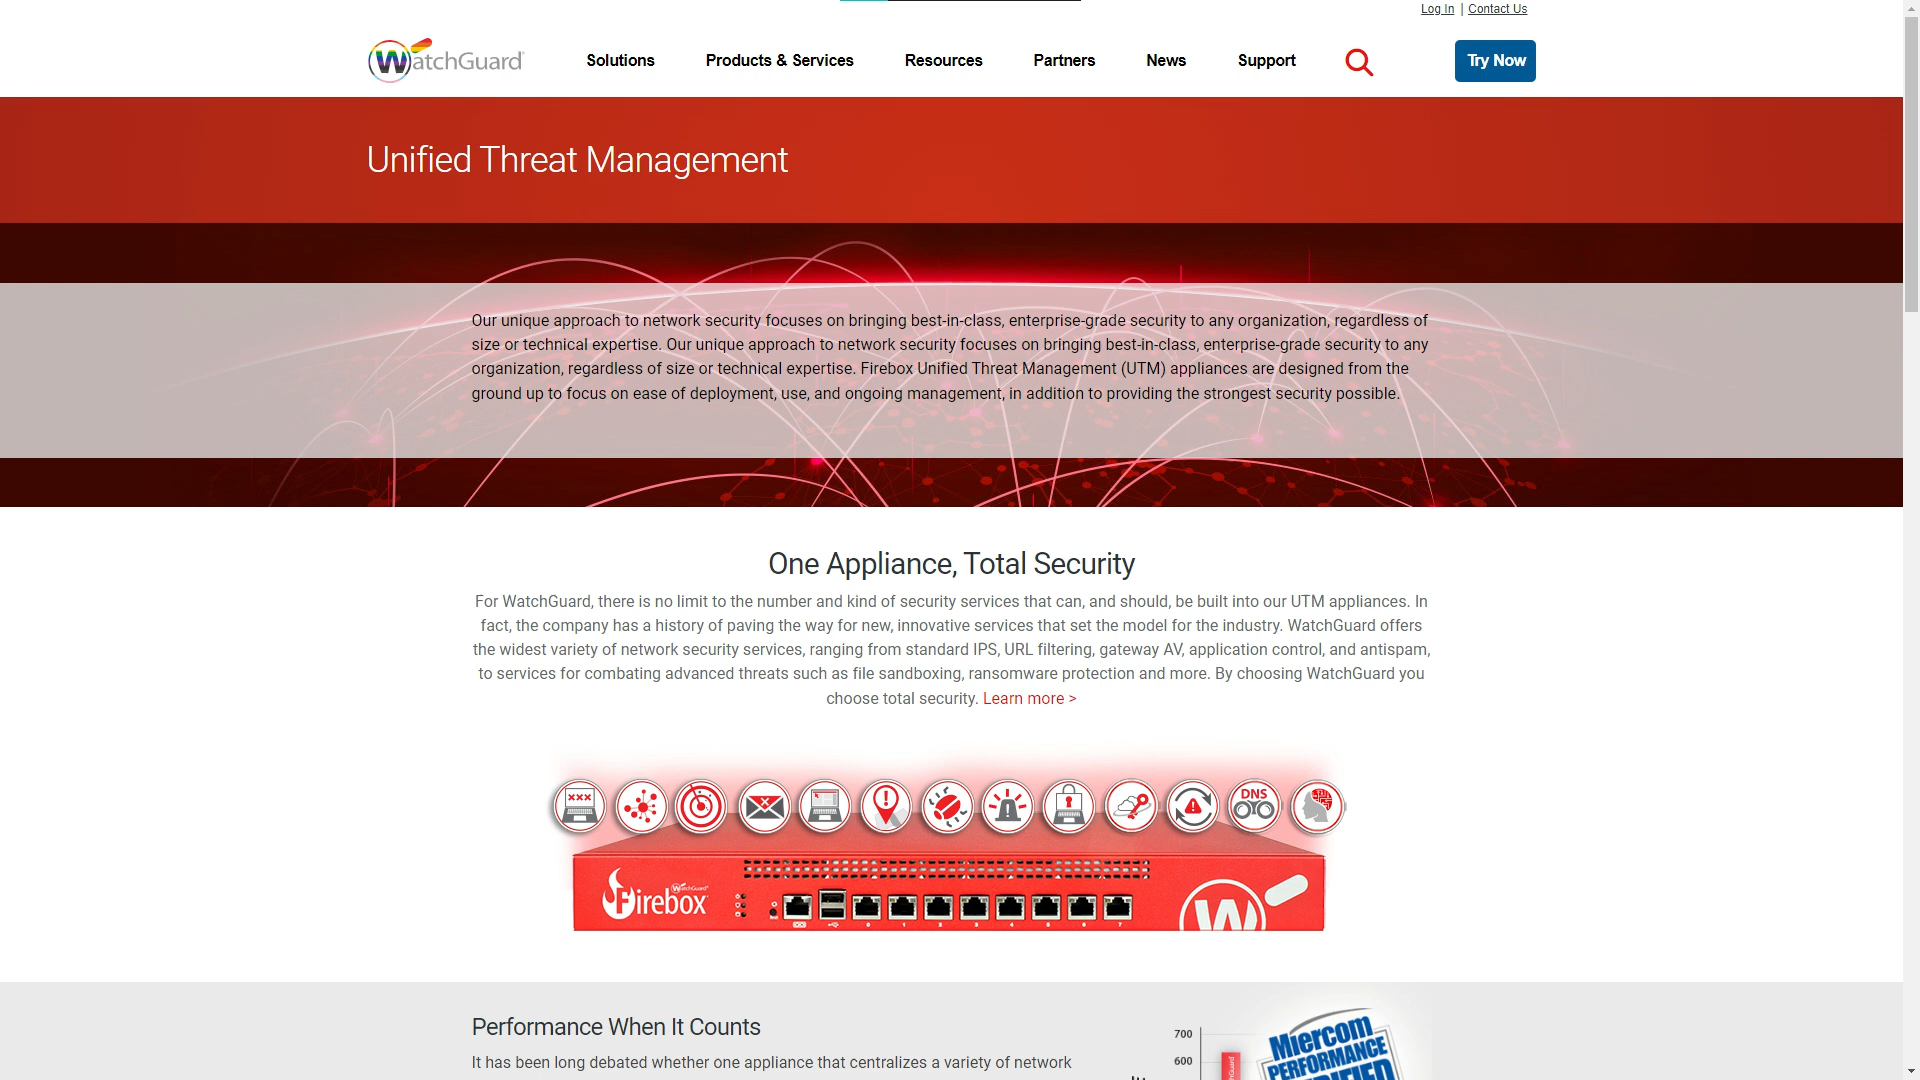 Log In | Contact Us
WatchGuard
Solutions
Products & Services
Resources
Partners
News
Support
Try Now
Unified Threat Management
Our unique approach to network security focuses on bringing best-in-class, enterprise-grade security to any organization, regardless of
size or technical expertise. Our unique approach to network security focuses on bringing best-in-class, enterprise-grade security to any
organization, regardless of size or technical expertise. Firebox Unified Threat Management (UTM) appliances are designed from the
ground up to focus on ease of deployment, use, and ongoing management, in addition to providing the strongest security possible.
One Appliance, Total Security
For WatchGuard, there is no limit to the number and kind of security services that can, and should, be built into our UTM appliances. In
fact, the company has a history of paving the way for new, innovative services that set the model for the industry. WatchGuard offers
the widest variety of network security services, ranging from standard IPS, URL filtering, gateway AV, application control, and antispam,
to services for combating advanced threats such as file sandboxing, ransomware protection and more. By choosing WatchGuard you
choose total security. Learn more >
xxx
DNS
WatchGuard
Firebox
0 1 2 3 4 5 6 7
W
Performance When It Counts
It has been long debated whether one appliance that centralizes a variety of network
700
600
Miercom
PERFORMANCE